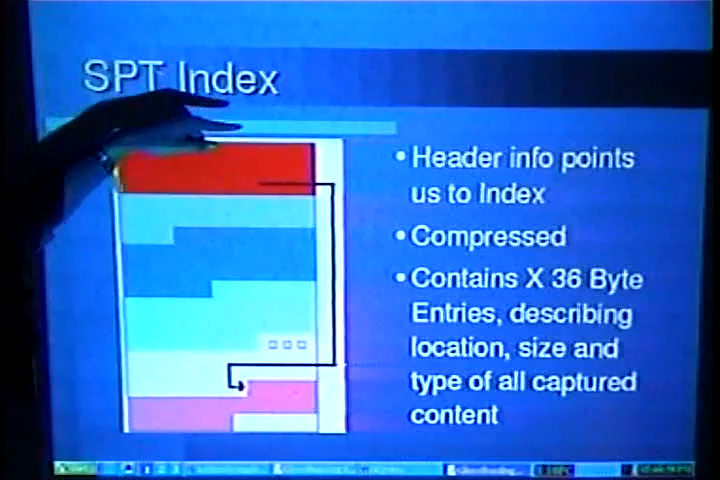 SPT Index
• Header info points
us to Index
• Compressed
• Contains X 36 Byte
Entries, describing
location, size and
type of all captured
content